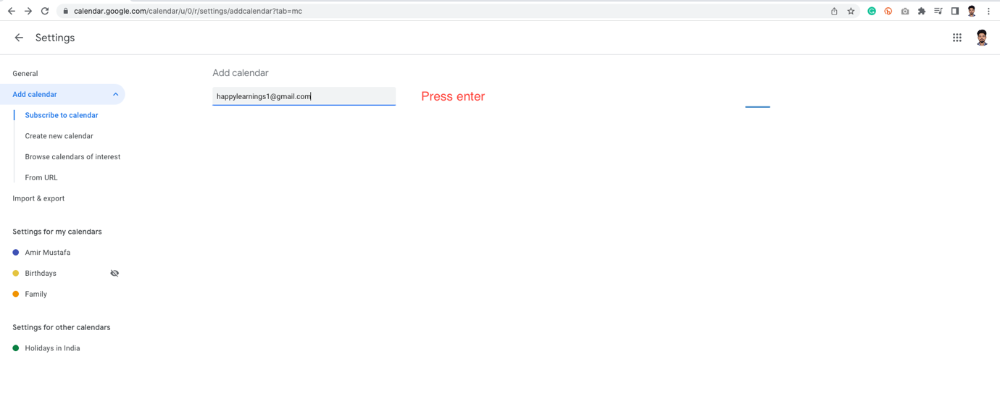 calendar.google.com/calendar/u/0/r/settings/addcalendar?tab=mc
Settings
General
Add calendar
Subscribe to calendar
Create new calendar
Browse calendars of interest
From URL
Import & export
Settings for my calendars
Amir Mustafa
Birthdays
Family
Settings for other calendars
Holidays in India
Add calendar
happylearnings1@gmail.com
Press enter